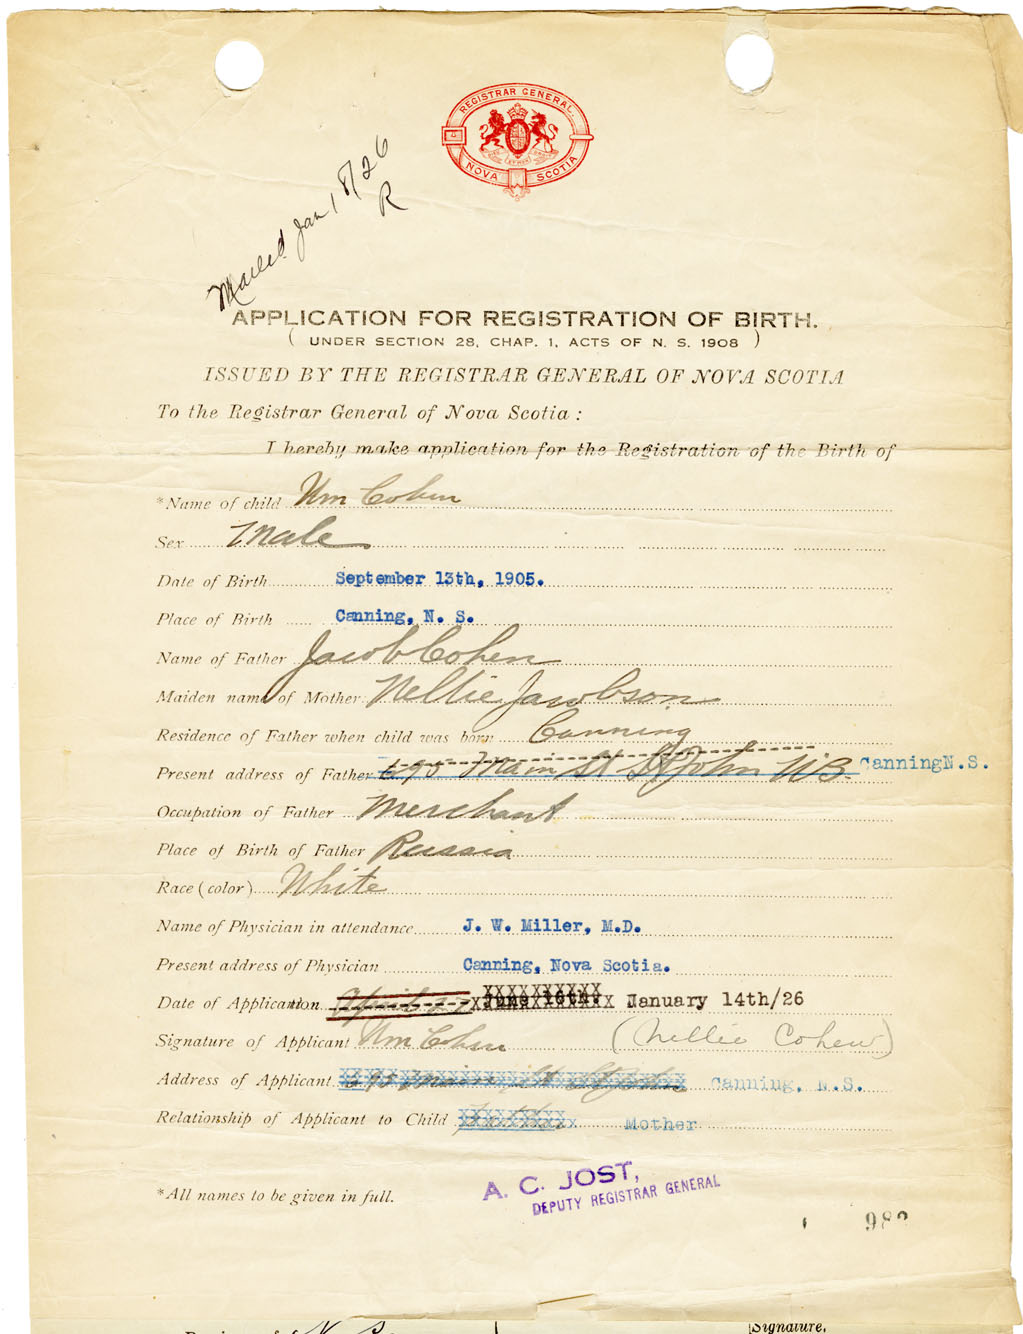 REGISTRAR GENERAL
NOVA SCOTIA
Mailed Jan 18/26
R
APPLICATION FOR REGISTRATION OF BIRTH.
( UNDER SECTION 28, CHAP. 1, ACTS OF N. S. 1908 )
ISSUED BY THE REGISTRAR GENERAL OF NOVA SCOTIA
To the Registrar General of Nova Scotia :
I hereby make application for the Registration of the Birth of
*Name of child Wm Cohen
Sex Male
Date of Birth September 13th, 1905.
Place of Birth Canning, N. S.
Name of Father Jacob Cohen
Maiden name of Mother Nellie Jacobson
Residence of Father when child was born Canning
Present address of Father 695 Main St St John NB. Canning N.S.
Occupation of Father Merchant
Place of Birth of Father Russia
Race (color) White
Name of Physician in attendance J. W. Miller, M.D.
Present address of Physician Canning, Nova Scotia.
Date of Application January 14th/26
Signature of Applicant Wm Cohen (Nellie Cohen)
Address of Applicant Canning, N.S.
Relationship of Applicant to Child Mother
*All names to be given in full.
A. C. JOST,
DEPUTY REGISTRAR GENERAL
Signature.